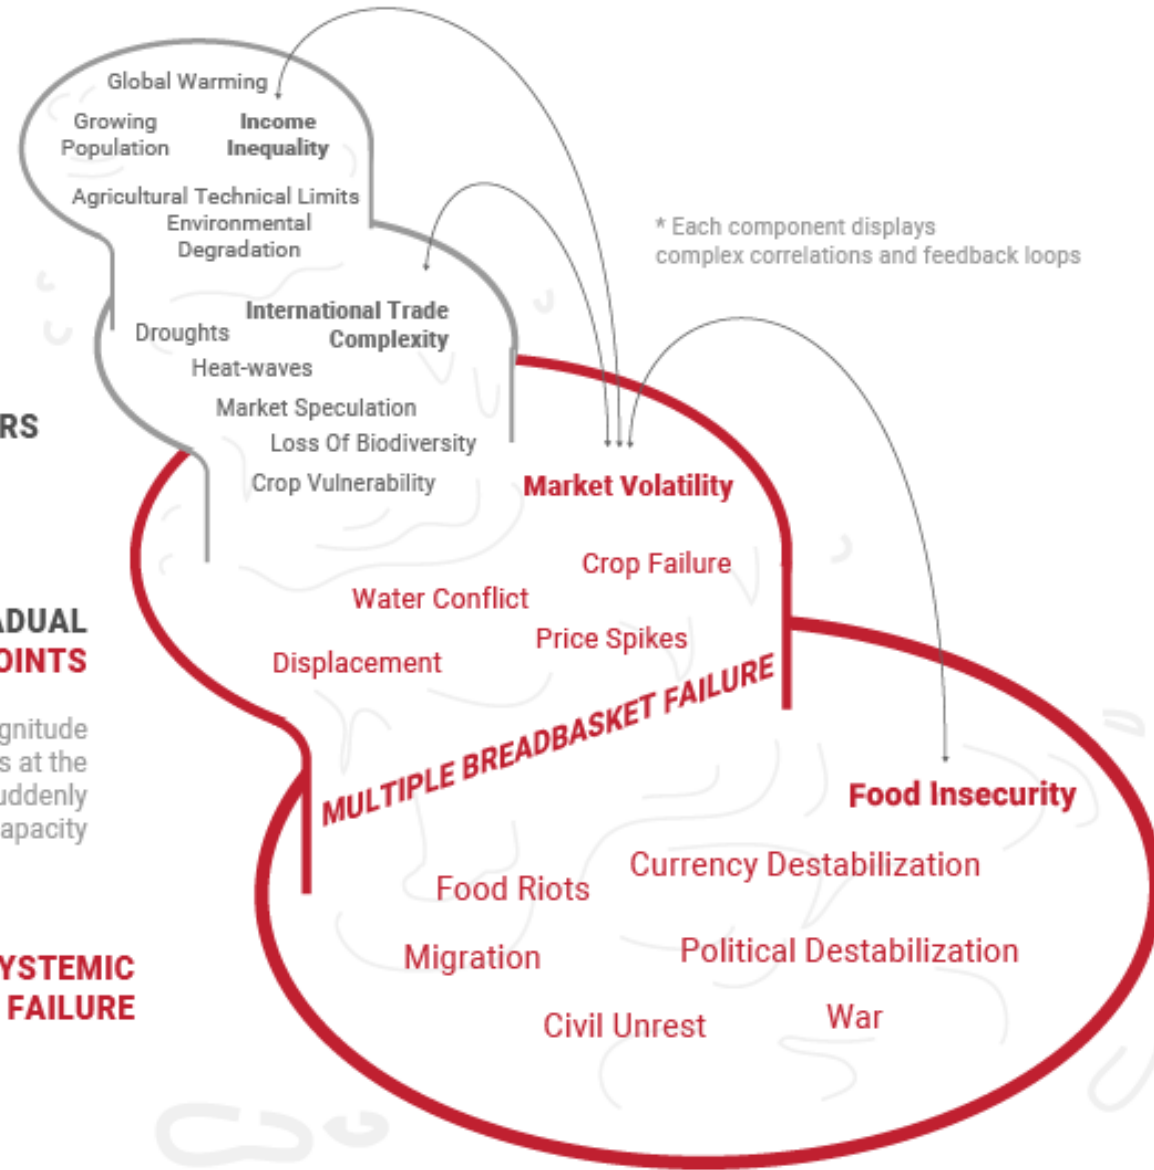 Global Warming
Growing
Population
Income
Inequality
Agricultural Technical Limits
Environmental
Degradation
* Each component displays
complex correlations and feedback loops
International Trade
Complexity
Droughts
Heat-waves
Market Speculation
RS
Loss Of Biodiversity
Crop Vulnerability
Market Volatility
Crop Failure
Water Conflict
ADUAL
OINTS
Price Spikes
Displacement
MULTIPLE BREADBASKET FAILURE
gnitude
s at the
uddenly
apacity
Food Insecurity
Currency Destabilization
Food Riots
Migration
Political Destabilization
YSTEMIC
FAILURE
Civil Unrest
War